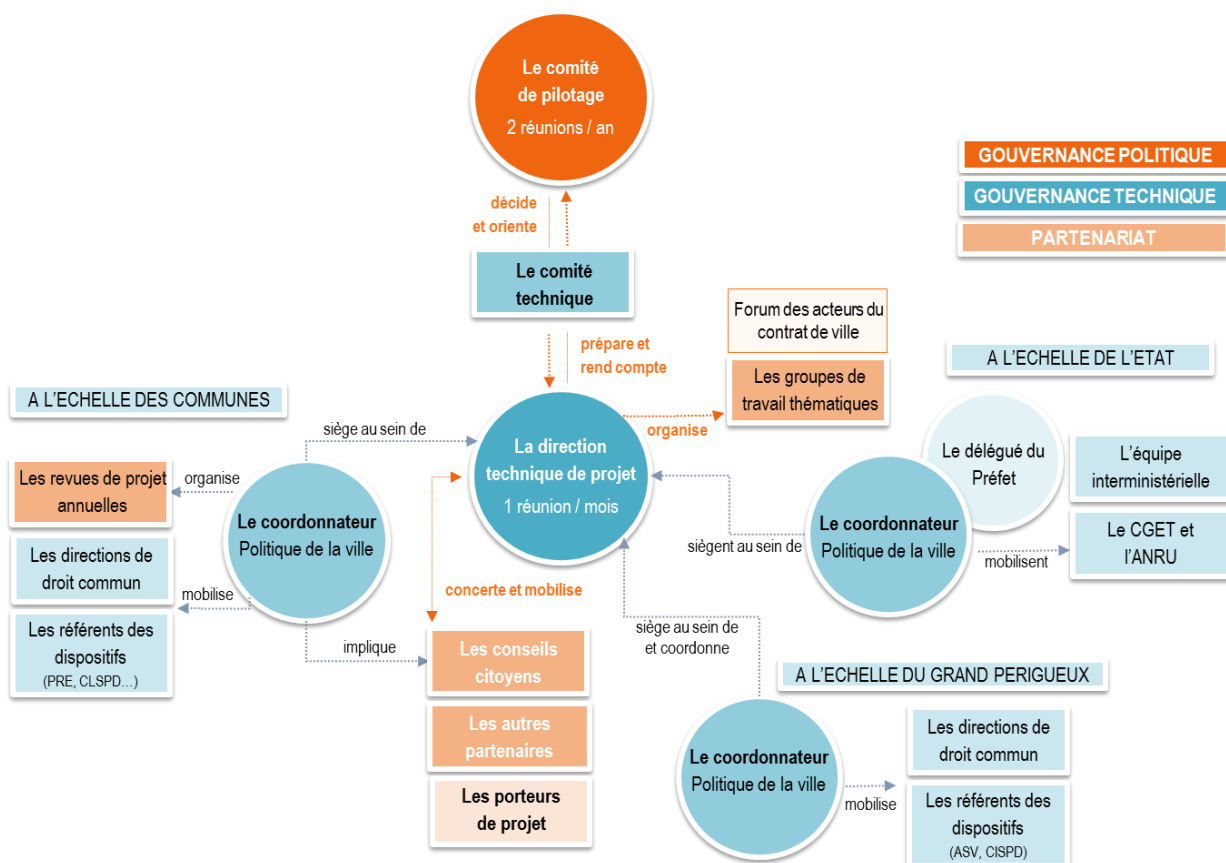 Le comité
de pilotage
2 réunions / an
GOUVERNANCE POLITIQUE
GOUVERNANCE TECHNIQUE
PARTENARIAT
décide
et oriente
Le comité
technique
prépare et
rend compte
Forum des acteurs du
contrat de ville
Les groupes de
travail thématiques
organise
A L'ECHELLE DE L'ETAT
A L'ECHELLE DES COMMUNES
siège au sein de
La direction
technique de projet
1 réunion / mois
Le délégué du
Préfet
L'équipe
interministérielle
Les revues de projet
annuelles
organise
Le coordonnateur
Politique de la ville
Les directions de
droit commun
mobilise
Les référents des
dispositifs
(PRE, CLSPD...)
implique
concerte et mobilise
siègent au sein de
Le coordonnateur
Politique de la ville
mobilisent
Le CGET et
l'ANRU
Les conseils
citoyens
Les autres
partenaires
Les porteurs
de projet
siège au sein de
et coordonne
A L'ECHELLE DU GRAND PERIGUEUX
Le coordonnateur
Politique de la ville
mobilise
Les directions de
droit commun
Les référents des
dispositifs
(ASV, CISPD)